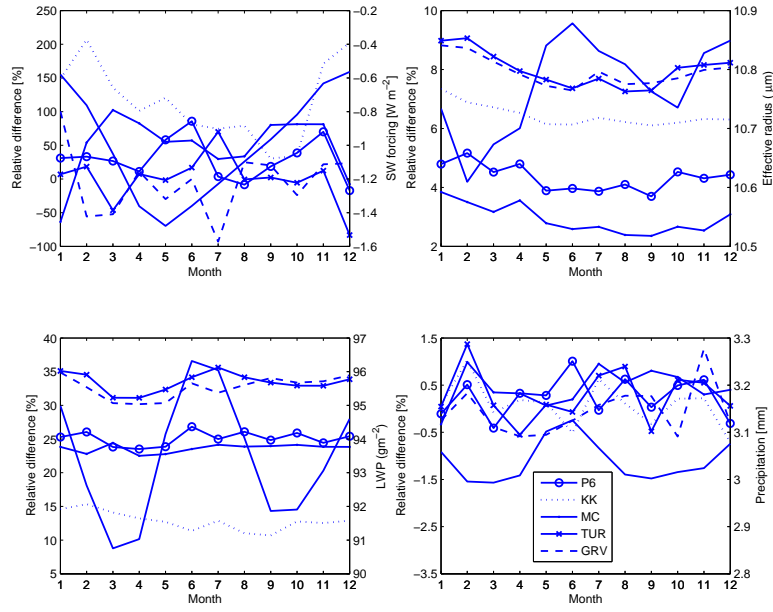 250
200
150
100
50
0
−50
−100
Relative difference [%]
1 2 3 4 5 6 7 8 9 10 11 12
Month
−0.2
−0.4
−0.6
−0.8
−1
−1.2
−1.4
−1.6
SW forcing [W m−2]
10
8
6
4
2
Relative difference [%]
1 2 3 4 5 6 7 8 9 10 11 12
Month
10.9
10.8
10.7
10.6
10.5
Effective radius (μm)
40
35
30
25
20
15
10
5
Relative difference [%]
1 2 3 4 5 6 7 8 9 10 11 12
Month
97
96
95
94
93
92
91
90
LWP (gm−2)
1.5
0.5
−0.5
−1.5
−2.5
−3.5
Relative difference [%]
1 2 3 4 5 6 7 8 9 10 11 12
Month
3.3
3.2
3.1
3
2.9
2.8
Precipitation [mm]
P6
KK
MC
TUR
GRV